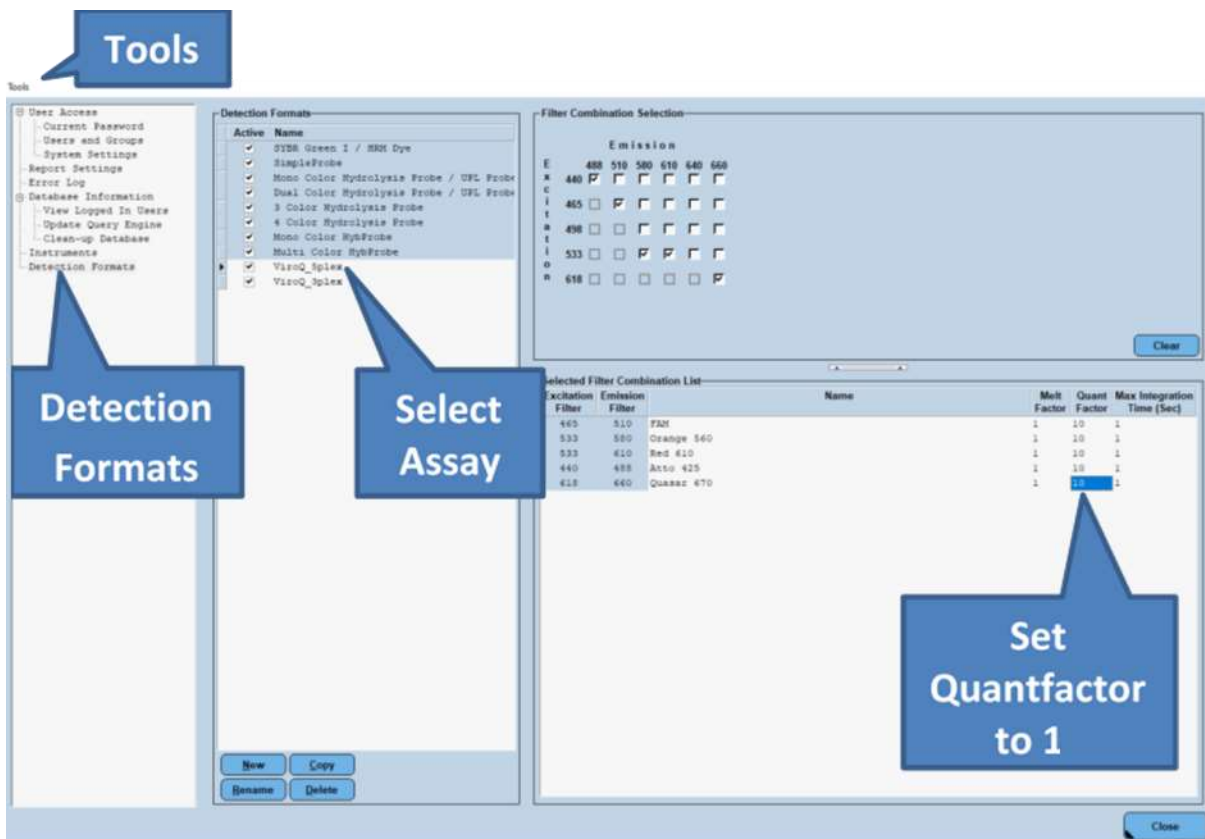 Tools
Tools
User Access
Current Password
Users and Groups
System Settings
Report Settings
Error Log
Database Information
View Logged In Users
Update Query Engine
Clean-up Database
Instruments
Detection Formats
Detection Formats
Detection Formats
Active Name
SYBR Green I / HRM Dye
SimpleProbe
Mono Color Hydrolysis Probe / UPL Probe
Dual Color Hydrolysis Probe / UPL Probe
3 Color Hydrolysis Probe
4 Color Hydrolysis Probe
Mono Color HybProbe
Multi Color HybProbe
ViroQ_5plex
ViroQ_3plex
Select
Assay
New Copy
Rename Delete
Filter Combination Selection
Emission
Excitation
488 510 580 610 640 660
440
465
498
533
618
Clear
Selected Filter Combination List
Excitation Filter Emission Filter Name Melt Factor Quant Factor Max Integration Time (Sec)
465 510 FAM 1 10 1
533 580 Orange 560 1 10 1
533 610 Red 610 1 10 1
440 488 Atto 425 1 10 1
618 660 Quasar 670 1 10 1
Set
Quantfactor
to 1
Close